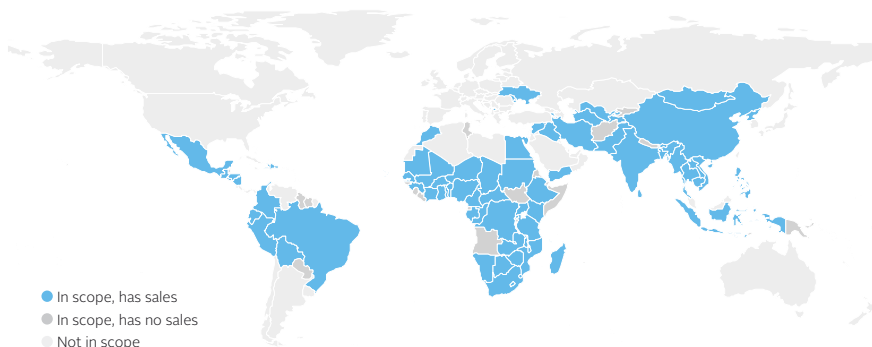 In scope, has sales
In scope, has no sales
Not in scope